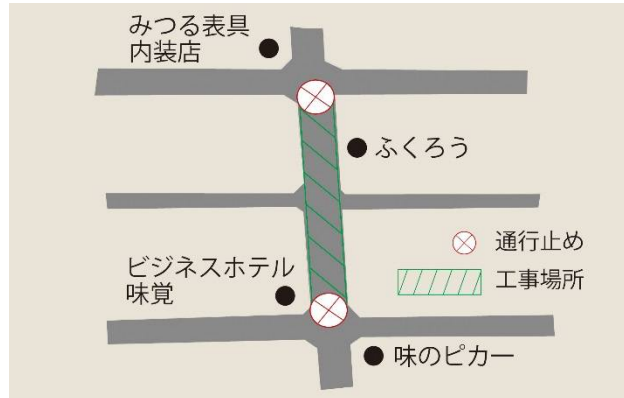 みつる表具
内装店
ふくろう
通行止め
工事場所
ビジネスホテル
味覚
味のピカー